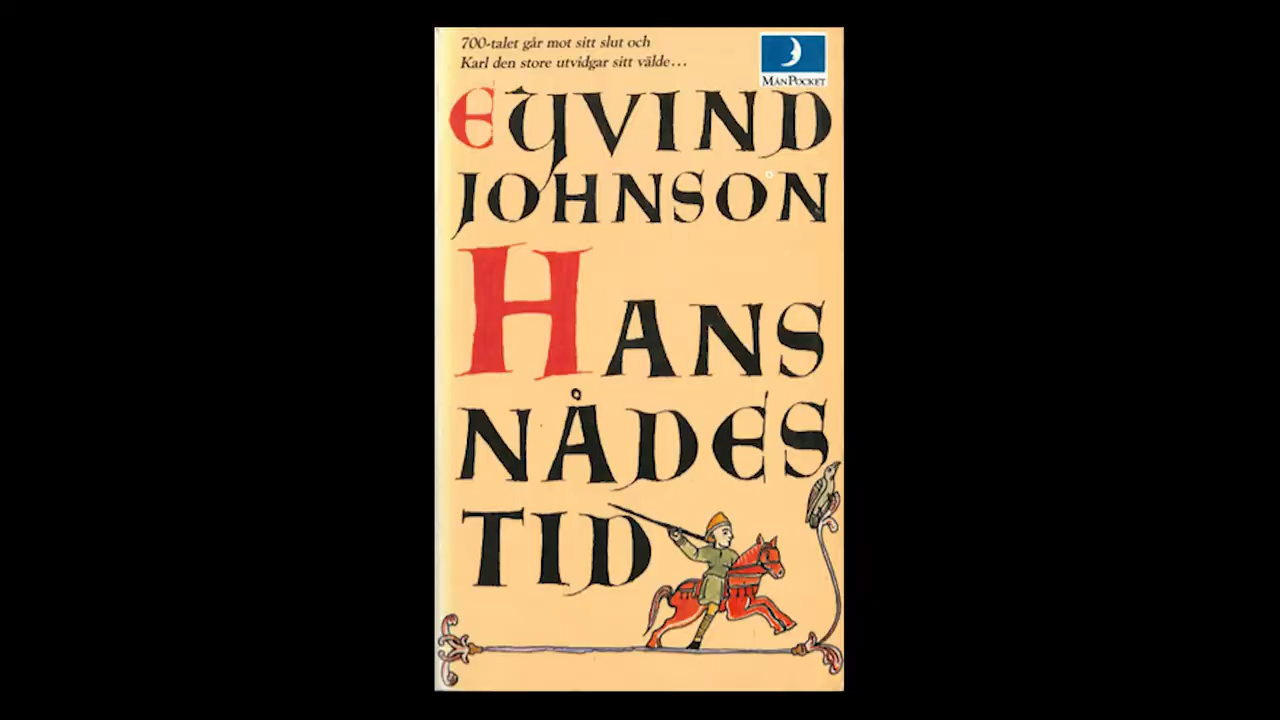 700-talet går mot sitt slut och
Karl den store utvidgar sitt välde...
MÅNPOCKET
EYVIND
JOHNSON
HANS
NÅDES
TID